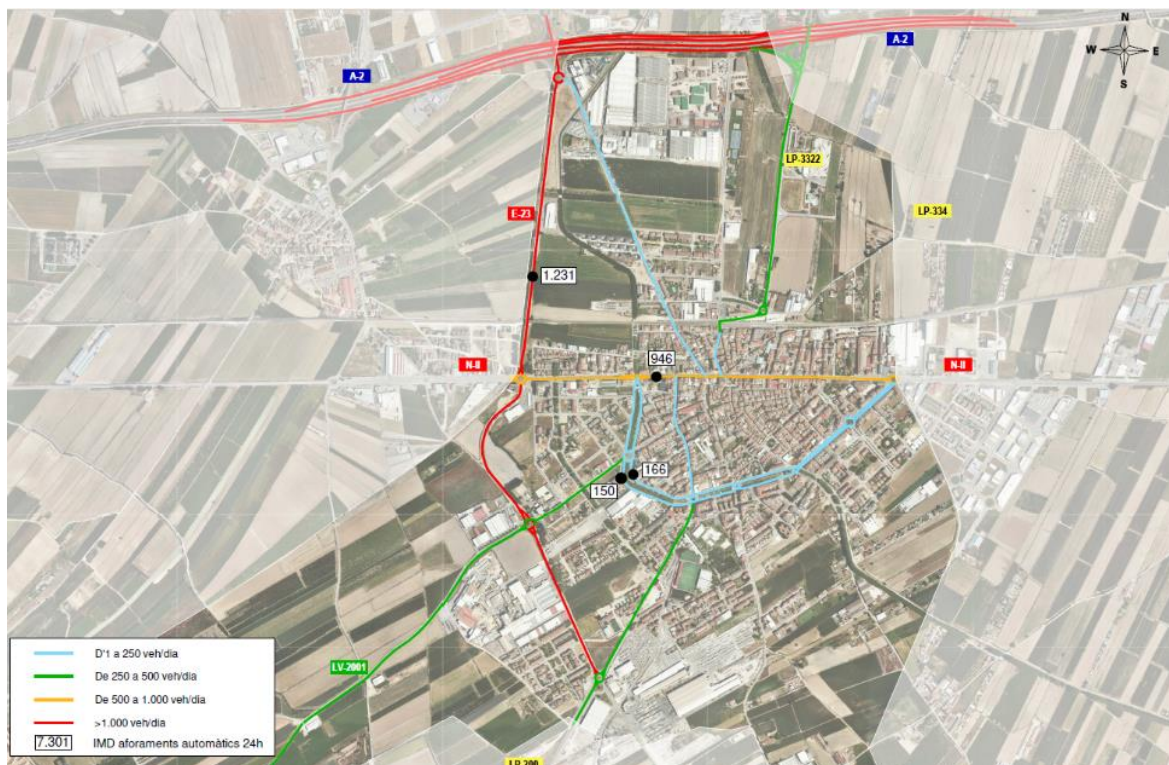 N
W E
S
A-2
A-2
LP-3322
LP-334
E-23
1.231
N-II
946
N-II
166
150
LV-2001
D'1 a 250 veh/dia
De 250 a 500 veh/dia
De 500 a 1.000 veh/dia
>1.000 veh/dia
7.301 IMD aforaments automàtics 24h
LP-200